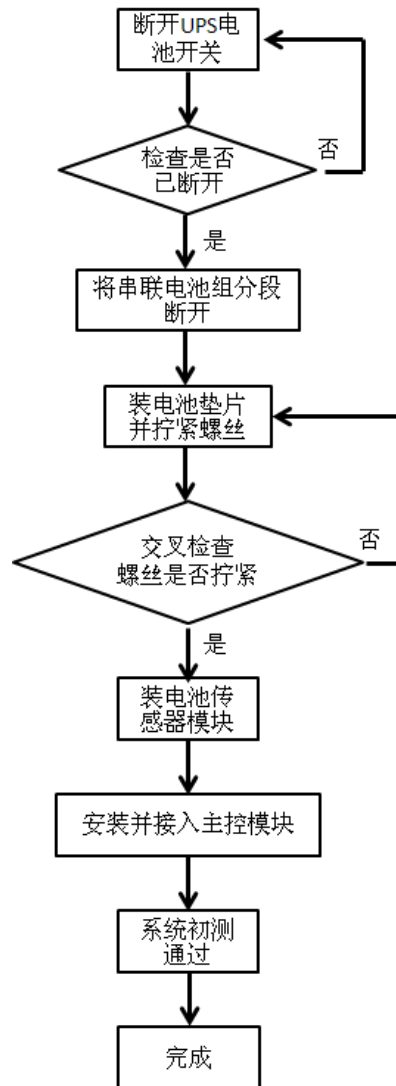 断开UPS电
池开关
检查是否
已断开
否
是
将串联电池组分段
断开
装电池垫片
并拧紧螺丝
交叉检查
螺丝是否拧紧
否
是
装电池传
感器模块
安装并接入主控模块
系统初测
通过
完成